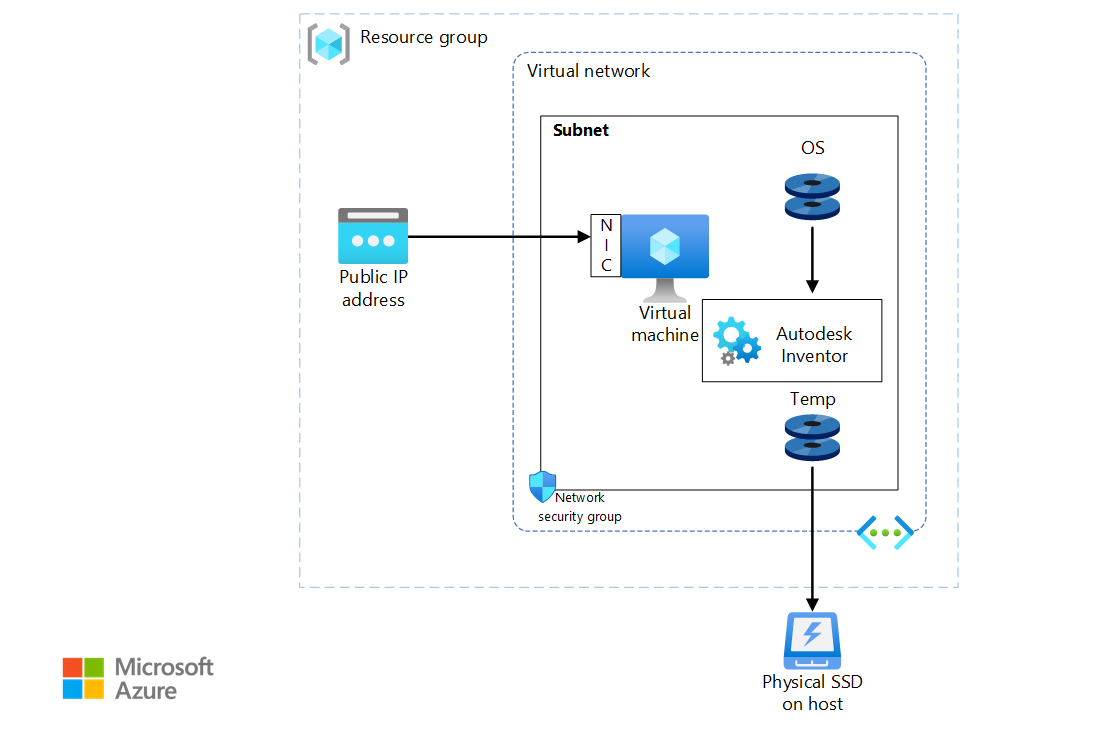 Resource group
Virtual network
Subnet
OS
N
I
C
Public IP
address
Virtual
machine
Autodesk
Inventor
Temp
Network
security group
Microsoft
Azure
Physical SSD
on host